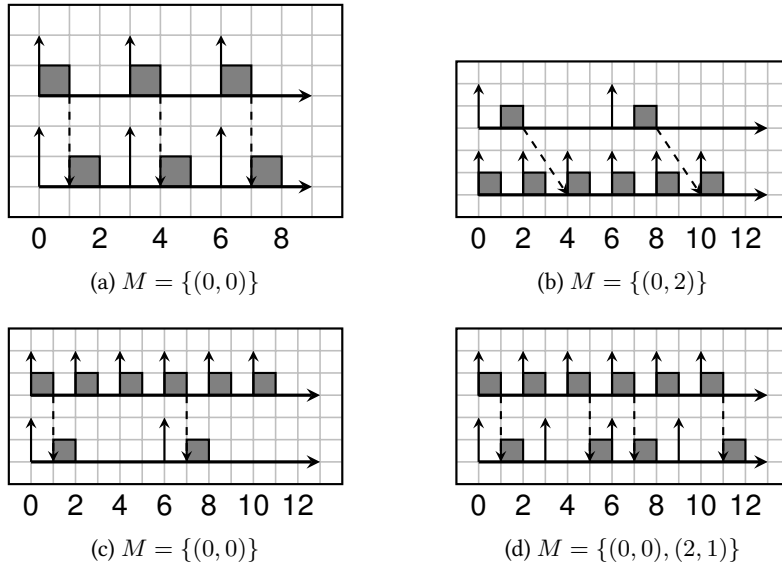 0 2 4 6 8
(a) M = {(0, 0)}
0 2 4 6 8 10 12
(b) M = {(0, 2)}
0 2 4 6 8 10 12
(c) M = {(0, 0)}
0 2 4 6 8 10 12
(d) M = {(0, 0), (2, 1)}